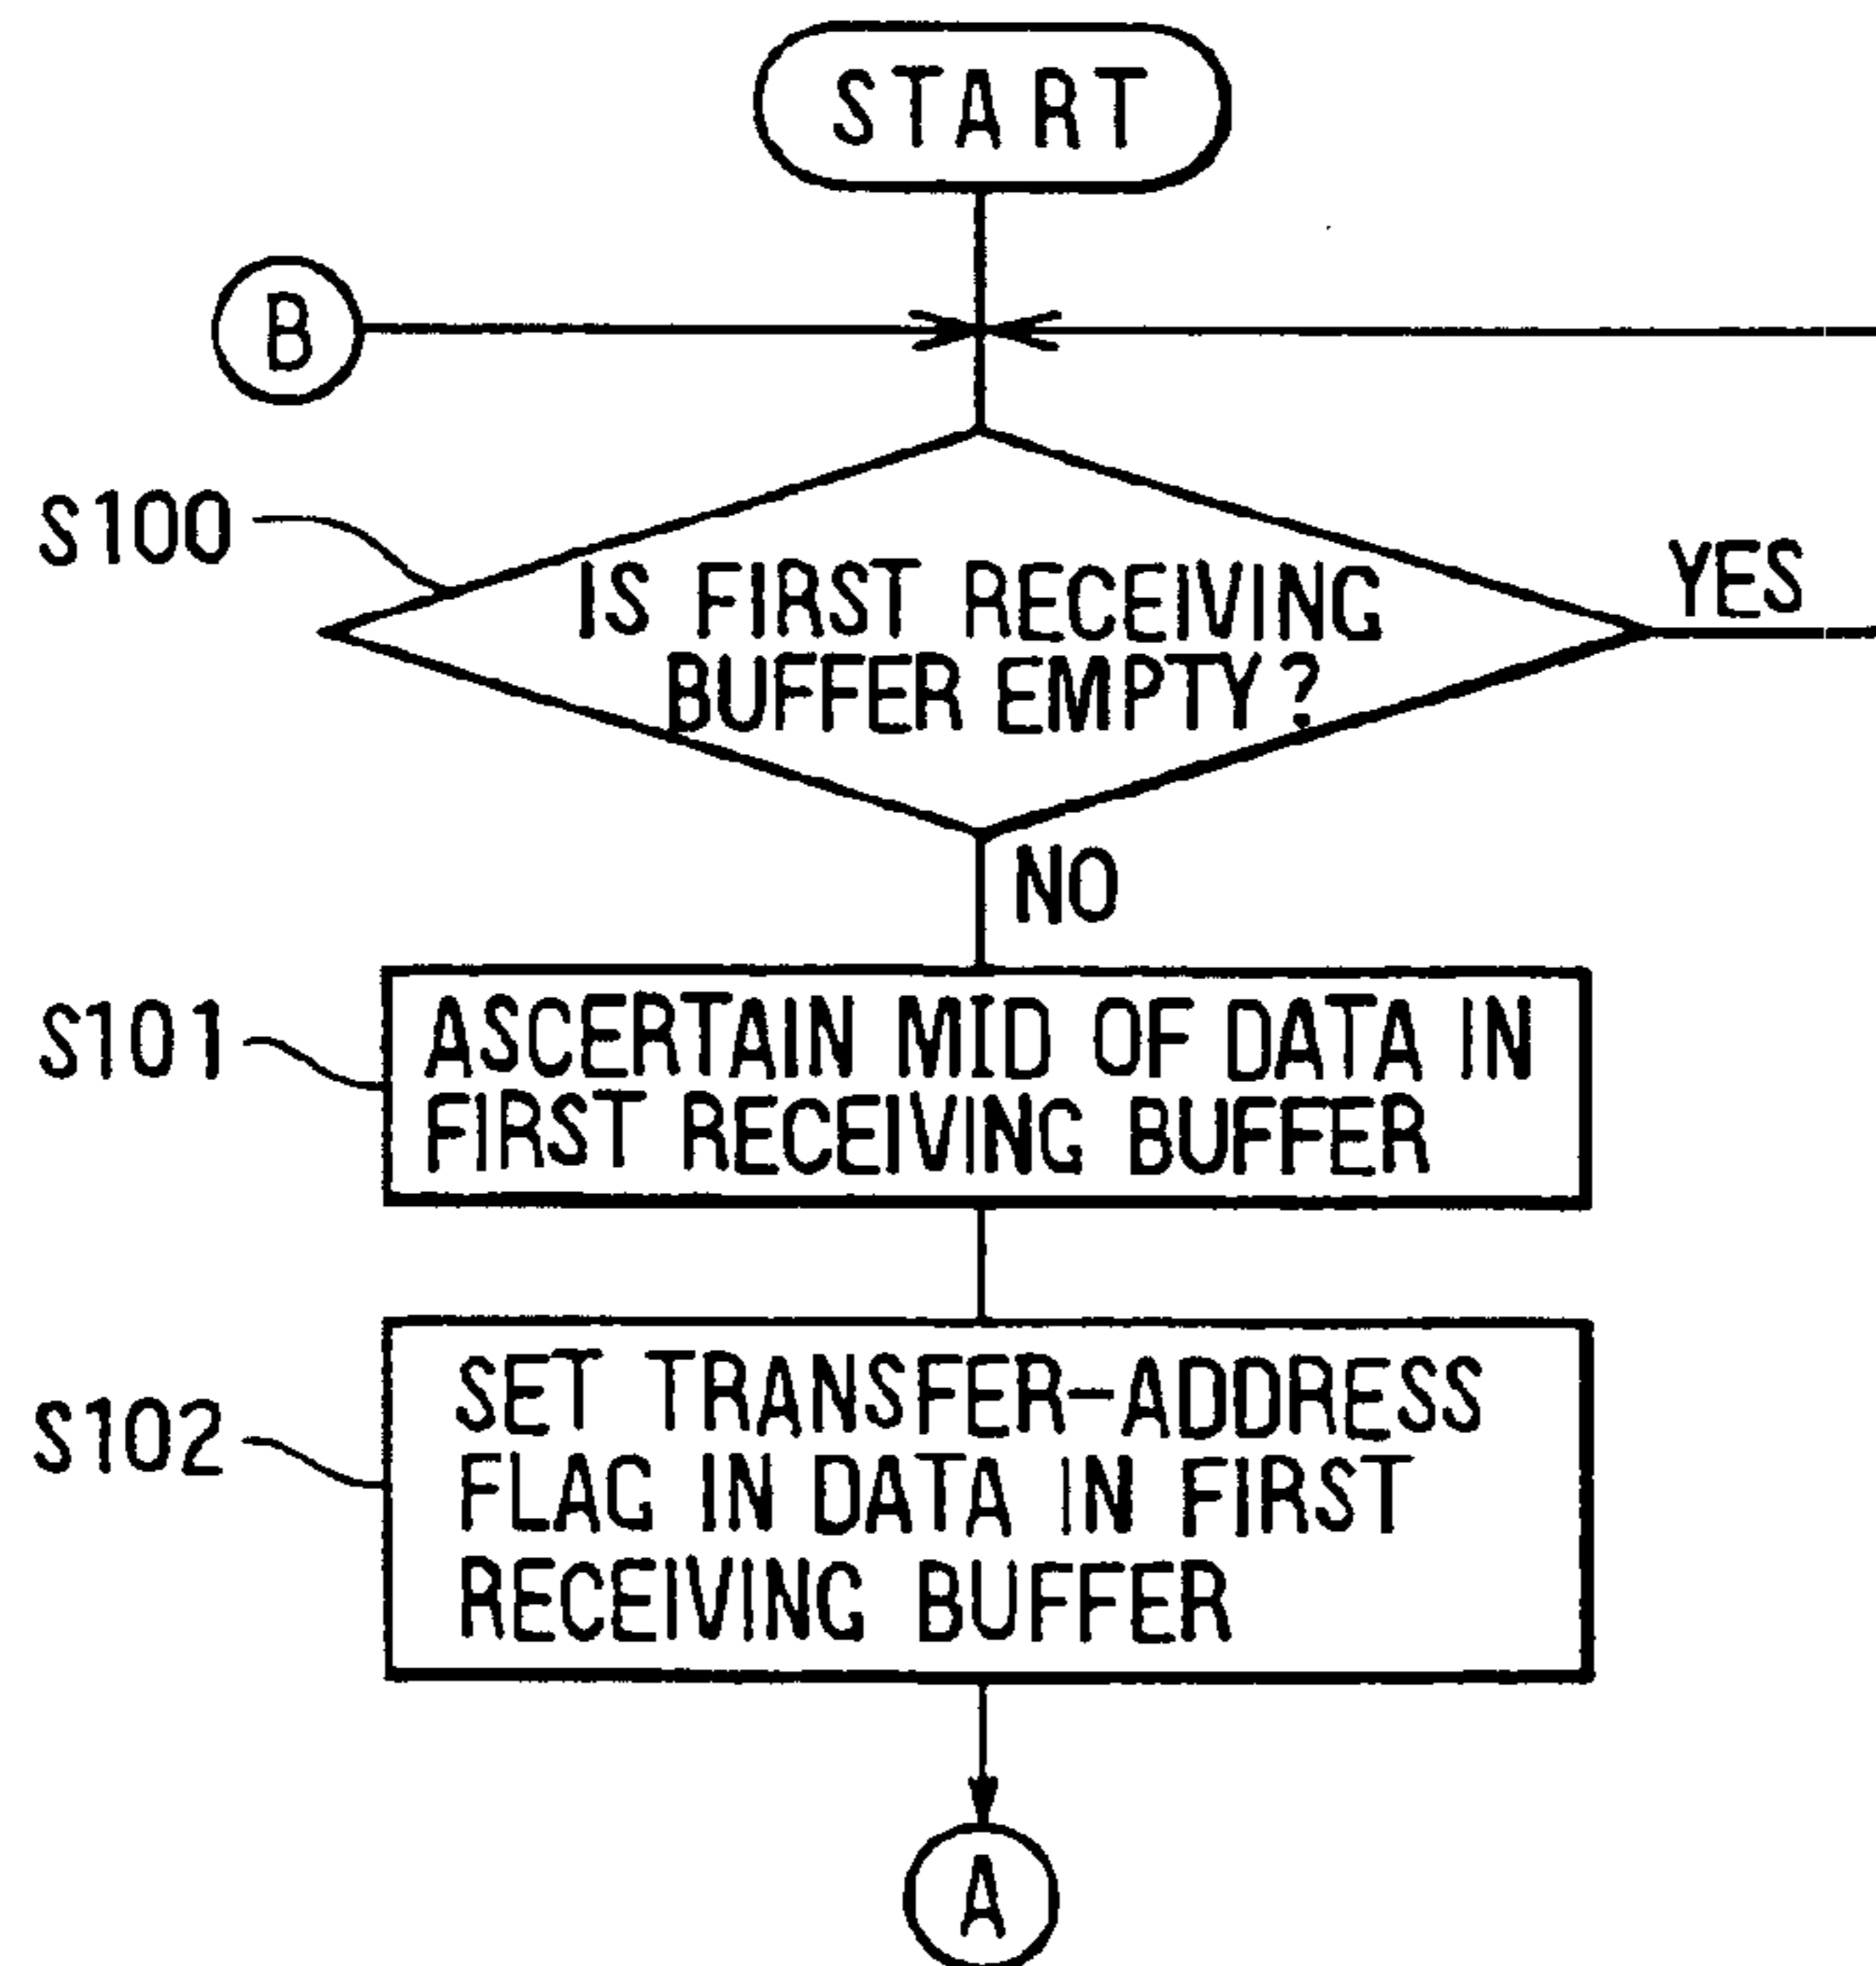 START
B
S100
IS FIRST RECEIVING
BUFFER EMPTY?
YES
NO
S101
ASCERTAIN MID OF DATA IN
FIRST RECEIVING BUFFER
S102
SET TRANSFER-ADDRESS
FLAG IN DATA IN FIRST
RECEIVING BUFFER
A